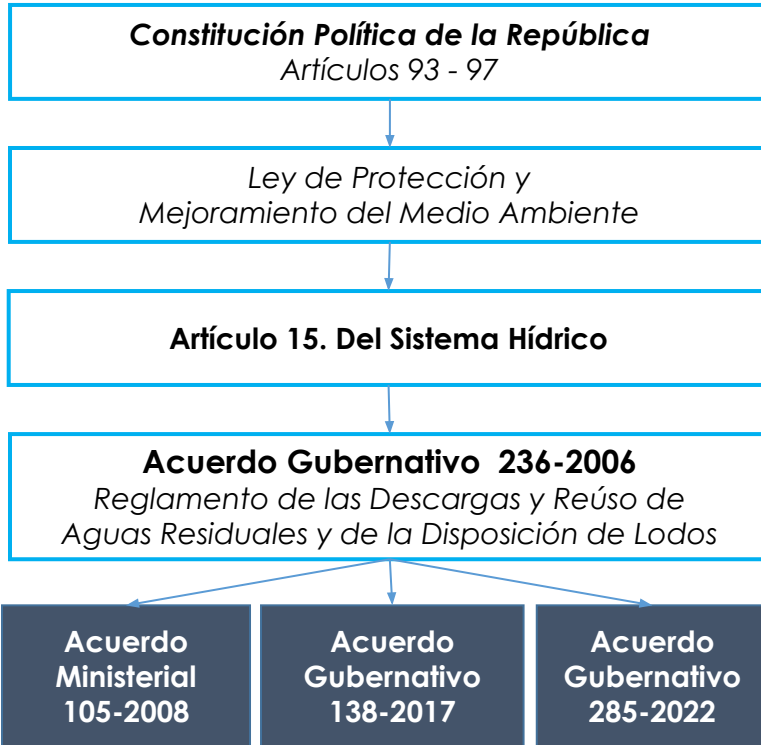 Constitución Política de la República
Artículos 93 - 97
Ley de Protección y
Mejoramiento del Medio Ambiente
Artículo 15. Del Sistema Hídrico
Acuerdo Gubernativo 236-2006
Reglamento de las Descargas y Reúso de
Aguas Residuales y de la Disposición de Lodos
Acuerdo
Ministerial
105-2008
Acuerdo
Gubernativo
138-2017
Acuerdo
Gubernativo
285-2022